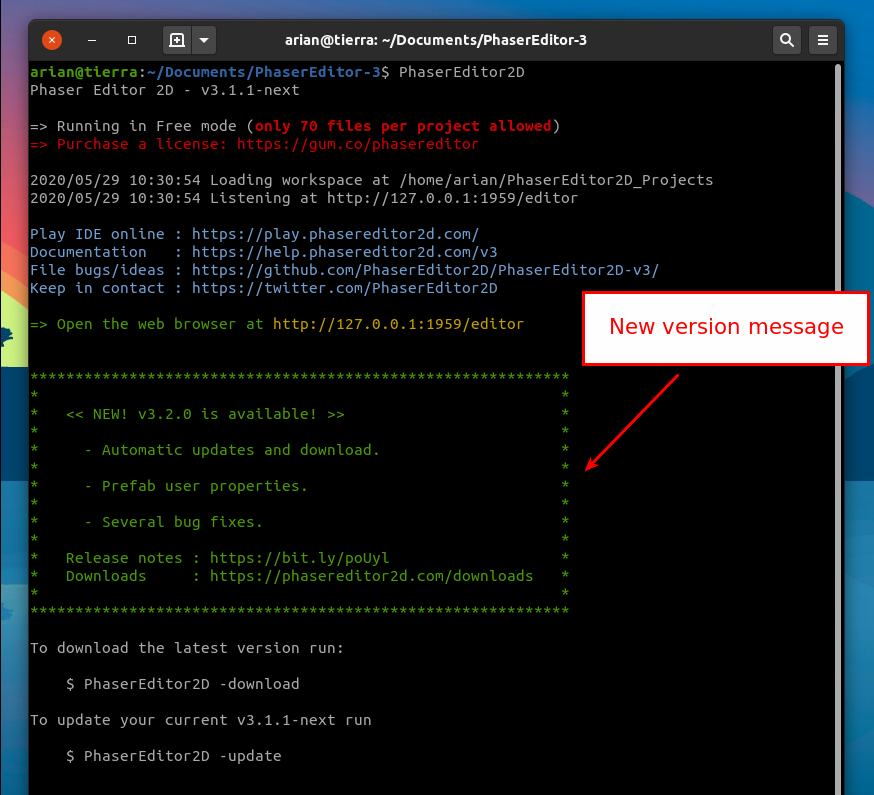 arian@tierra: ~/Documents/PhaserEditor-3
arian@tierra:~/Documents/PhaserEditor-3$ PhaserEditor2D
Phaser Editor 2D - v3.1.1-next
=> Running in Free mode (only 70 files per project allowed)
=> Purchase a license: https://gum.co/phasereditor
2020/05/29 10:30:54 Loading workspace at /home/arian/PhaserEditor2D_Projects
2020/05/29 10:30:54 Listening at http://127.0.0.1:1959/editor
Play IDE online : https://play.phasereditor2d.com/
Documentation   : https://help.phasereditor2d.com/v3
File bugs/ideas : https://github.com/PhaserEditor2D/PhaserEditor2D-v3/
Keep in contact : https://twitter.com/PhaserEditor2D
=> Open the web browser at http://127.0.0.1:1959/editor
New version message
************************************************************
*                                                          *
*   << NEW! v3.2.0 is available! >>                        *
*                                                          *
*     - Automatic updates and download.                    *
*                                                          *
*     - Prefab user properties.                            *
*                                                          *
*     - Several bug fixes.                                 *
*                                                          *
*   Release notes : https://bit.ly/poUyl                   *
*   Downloads     : https://phasereditor2d.com/downloads   *
*                                                          *
************************************************************
To download the latest version run:
$ PhaserEditor2D -download
To update your current v3.1.1-next run
$ PhaserEditor2D -update